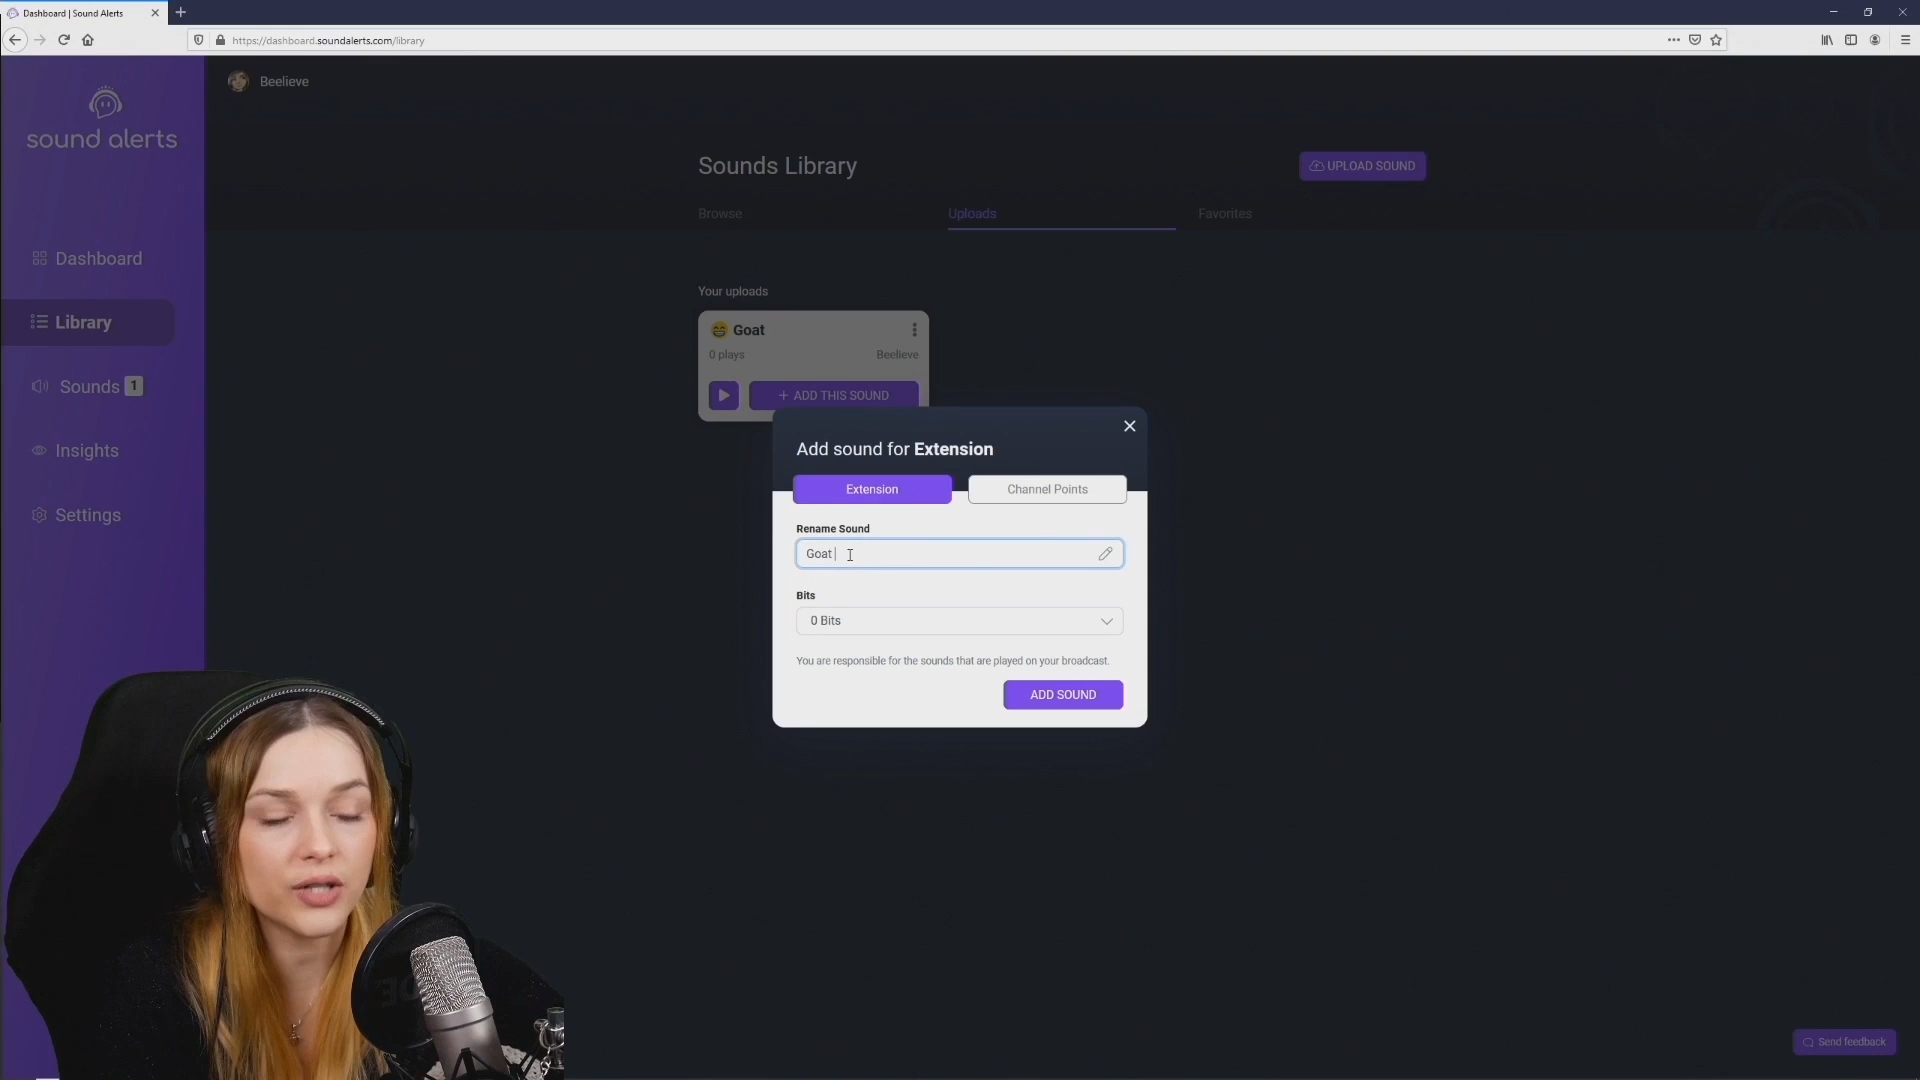 Dashboard | Sound Alerts
https://dashboard.soundalerts.com/library
sound alerts
Beelieve
Sounds Library
UPLOAD SOUND
Browse
Uploads
Favorites
Dashboard
Library
Sounds 1
Insights
Settings
Your uploads
Goat
0 plays
Beelieve
+ ADD THIS SOUND
Add sound for Extension
Extension
Channel Points
Rename Sound
Goat
Bits
0 Bits
You are responsible for the sounds that are played on your broadcast.
ADD SOUND
Send feedback